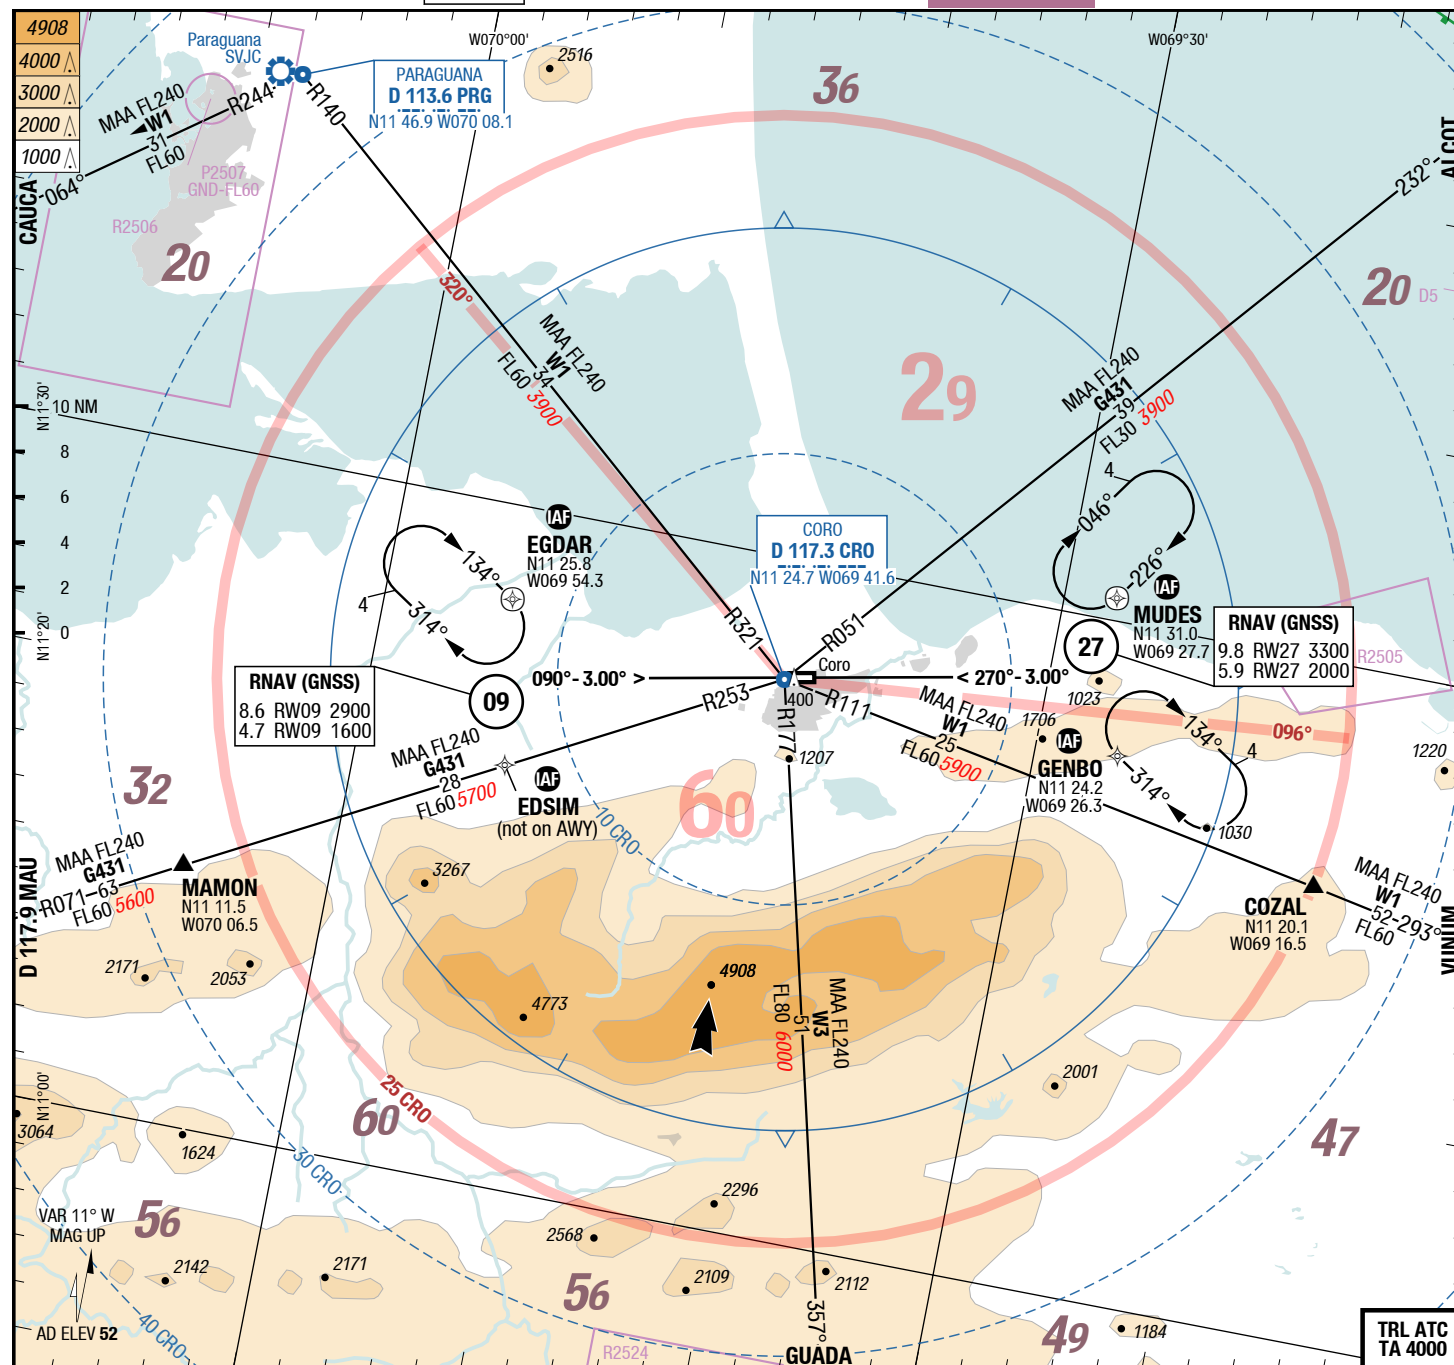 4908
4000
3000
2000
1000
Paraguana
SVJC
W070°00'
W069°30'
2516
36
PARAGUANA
D 113.6 PRG
N11 46.9 W070 08.1
MAA FL240
W1
31
FL60
R244
R140
064°
CAUCA
P2507
GND-FL60
R2506
20
232°
ALCOT
20
D5
320°
MAA FL240
W1
34
FL60 3900
29
MAA FL240
G431
39
FL30 3900
N11°30'
10 NM
8
6
4
2
0
N11°20'
4
046°
226°
IAF
EGDAR
N11 25.8
W069 54.3
134°
314°
4
CORO
D 117.3 CRO
N11 24.7 W069 41.6
IAF
MUDES
N11 31.0
W069 27.7
RNAV (GNSS)
9.8 RW27 3300
5.9 RW27 2000
R2505
27
R321
R051
Coro
RNAV (GNSS)
8.6 RW09 2900
4.7 RW09 1600
09
090°- 3.00° >
< 270°- 3.00°
1023
400
R253
R177
R111
MAA FL240
W1
25
FL60 5900
1706
IAF
GENBO
N11 24.2
W069 26.3
134°
4
314°
096°
1220
1030
1207
MAA FL240
G431
28
FL60 5700
IAF
EDSIM
(not on AWY)
32
60
10 CRO
MAA FL240
G431
R071-63
FL60 5600
D 117.9 MAU
MAMON
N11 11.5
W070 06.5
3267
2171
2053
4773
4908
MAA FL240
W3
51
FL80 6000
COZAL
N11 20.1
W069 16.5
MAA FL240
W1
52-293°
FL60
VINUM
N11°00'
3064
1624
25 CRO
60
2001
47
30 CRO
VAR 11° W
MAG UP
56
2142
2171
2568
2296
2109
2112
56
AD ELEV 52
40 CRO
R2524
357°
GUADA
49
1184
TRL ATC
TA 4000